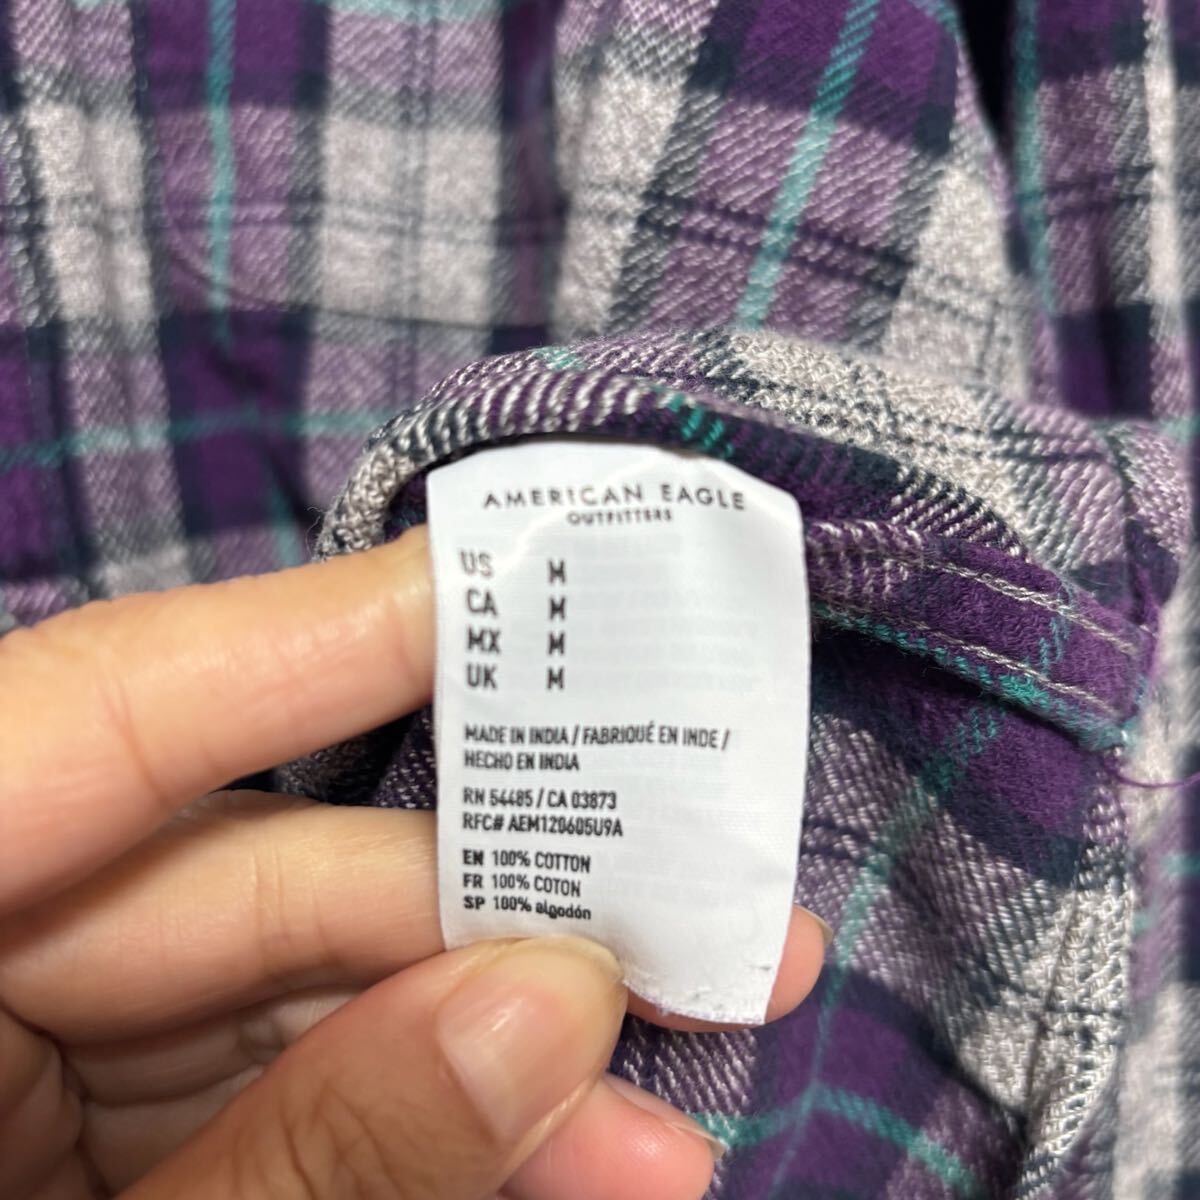 AMERICAN EAGLE
OUTFITTERS
US M
CA M
MX M
UK M
MADE IN INDIA / FABRIQUÉ EN INDE /
HECHO EN INDIA
RN 54485 / CA 03873
RFC# AEM120605U9A
EN 100% COTTON
FR 100% COTON
SP 100% algodón